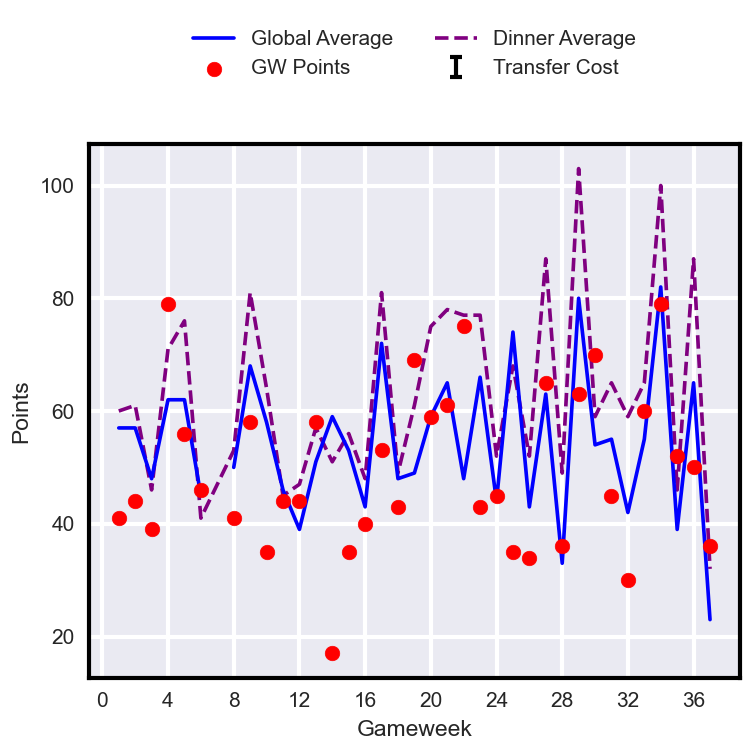 Global Average
Dinner Average
GW Points
Transfer Cost
100
80
60
40
20
Points
0 4 8 12 16 20 24 28 32 36
Gameweek